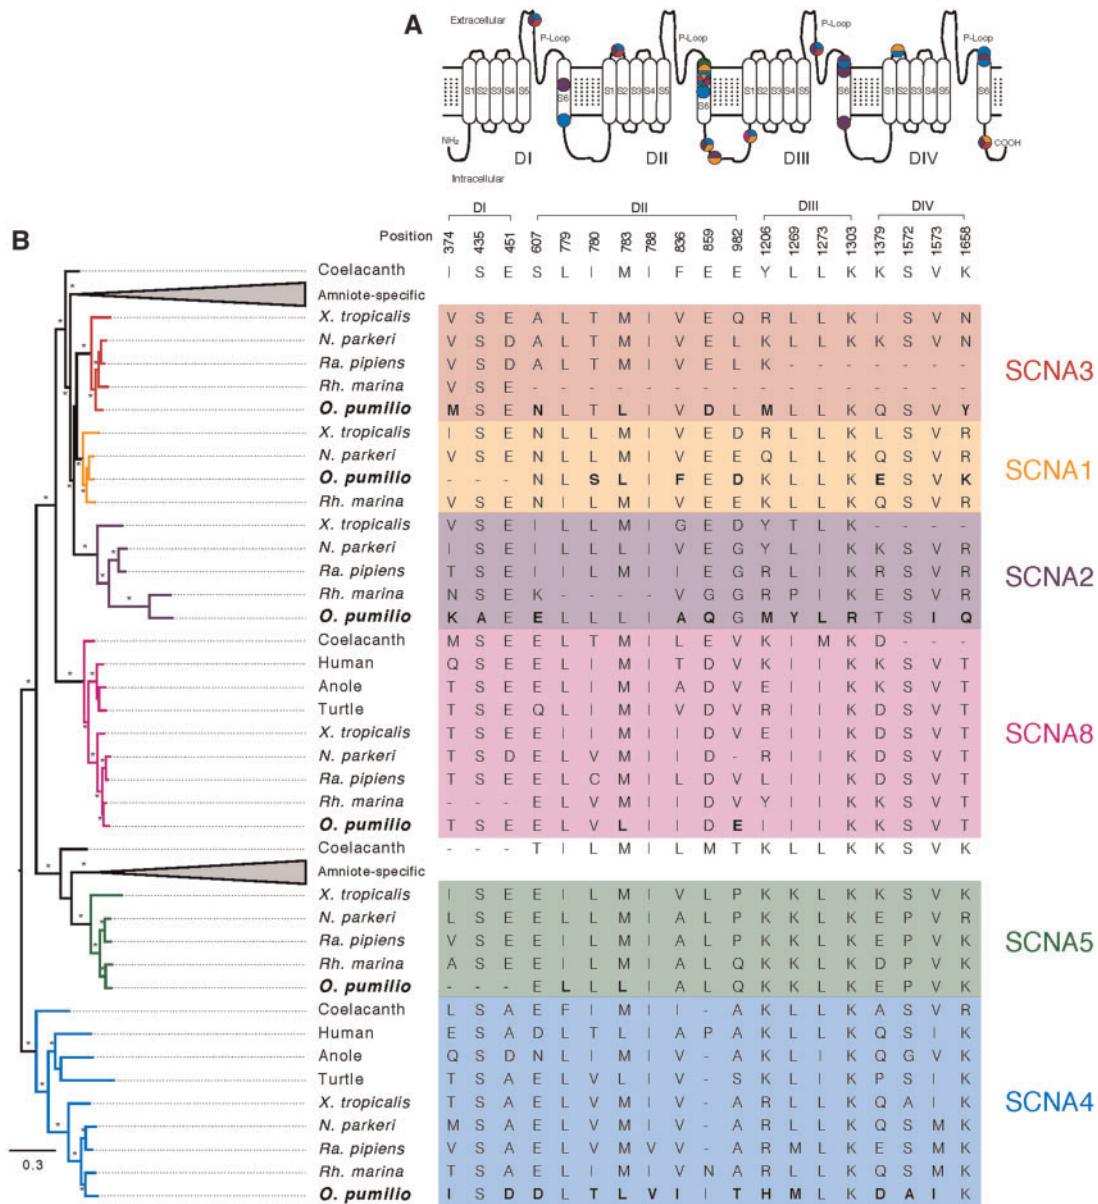 A
Extracellular
P-Loop P-Loop P-Loop P-Loop
S1 S2 S3 S4 S5 S6 S1 S2 S3 S4 S5 S6 S1 S2 S3 S4 S5 S6 S1 S2 S3 S4 S5 S6
NH2 DI DII DIII DIV COOH
Intracellular
DI DII DIII DIV
B
Position 374 435 451 607 779 780 783 788 836 859 982 1206 1269 1273 1303 1379 1572 1573 1658
Coelacanth I S E S L I M I F E E Y L L K K S V K
Amniote-specific
X. tropicalis V S E A L T M I V E Q R L L K I S V N
N. parkeri V S D A L T M I V E L K L L K K S V N
Ra. pipiens V S D A L T M I V E L K - - - - - - -
Rh. marina V S E - - - - - - - - - - - - - - - -
O. pumilio M S E N L T L I V D L M L L K Q S V Y
SCNA3
X. tropicalis I S E N L L M I V E D R L L K L S V R
N. parkeri V S E N L L M I V E E Q L L K Q S V R
O. pumilio - - - N L S L I F E D K L L K E S V K
Rh. marina V S E N I L M I V E E K L L K Q S V R
SCNA1
X. tropicalis V S E I L L M I G E D Y T L K - - - -
N. parkeri I S E I L L L I V E G Y L I K K S V R
Ra. pipiens T S E I I L M I I E G R L I K R S V R
Rh. marina N S E K - - - - V G G R P I K E S V R
O. pumilio K A E E L L L I A Q G M Y L R T S I Q
SCNA2
Coelacanth M S E E L T M I L E V K I M K D - - -
Human Q S E E L I M I T D V K I I K K S V T
Anole T S E E L I M I A D V E I I K K S V T
Turtle T S E Q L I M I V D V R I I K D S V T
X. tropicalis T S E E I I M I I D V E I I K D S V T
N. parkeri T S D E L V M I I D - R I I K D S V T
Ra. pipiens T S E E L C M I L D V L I I K D S V T
Rh. marina - - - E L V M I I D V Y I I K K S V T
O. pumilio T S E E L V L I I D E I I I K K S V T
SCNA8
Coelacanth - - - T I L M I L M T K L L K K S V K
Amniote-specific
X. tropicalis I S E E I L M I V L P K K L K K S V K
N. parkeri L S E E L L M I A L P K K L K E P V R
Ra. pipiens V S E E I L M I A L P K K L K E P V K
Rh. marina A S E E I L M I A L Q K K L K D P V K
O. pumilio - - - E L L L I A L Q K K L K E P V K
SCNA5
Coelacanth L S A E F I M I I - A K L L K A S V R
Human E S A D L T L I A P A K L L K Q S I K
Anole Q S D N L I M I V - A K L I K Q G V K
Turtle T S A E L V L I V - S K L I K P S I K
X. tropicalis T S A E L V M I V - A R L L K Q A I K
N. parkeri M S A E L V M I V - A R L L K Q S M K
Ra. pipiens V S A E L V M V V - A R M L K E S M K
Rh. marina T S A E L I M I V N A R L L K Q S M K
O. pumilio I S D D L T L V I I T H M L K D A I K
SCNA4
0.3